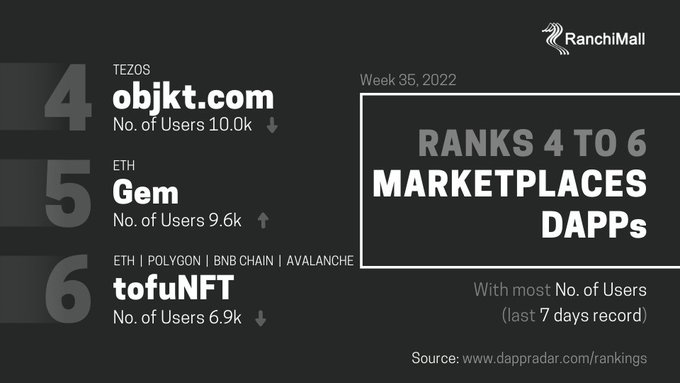 RanchiMall
Week 35, 2022
RANKS 4 TO 6
MARKETPLACES
DAPPs
4
TEZOS
objkt.com
No. of Users 10.0k
5
ETH
Gem
No. of Users 9.6k
6
ETH | POLYGON | BNB CHAIN | AVALANCHE
tofuNFT
No. of Users 6.9k
With most No. of Users
(last 7 days record)
Source: www.dappradar.com/rankings